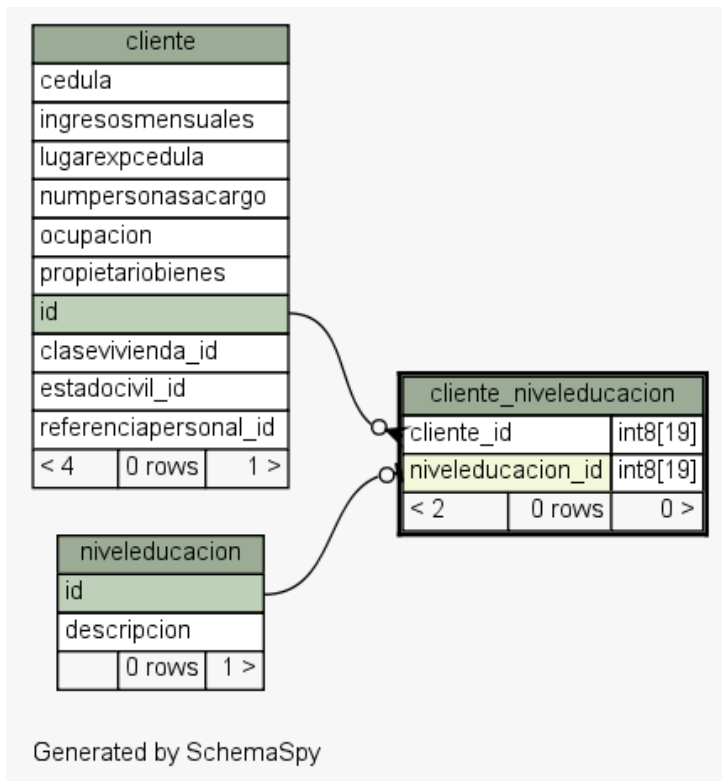 cliente
cedula
ingresosmensuales
lugarexpcedula
numpersonasacargo
ocupacion
propietariobienes
id
clasevivienda_id
estadocivil_id
referenciapersonal_id
< 4 0 rows 1 >
cliente_niveleducacion
cliente_id int8[19]
niveleducacion_id int8[19]
< 2 0 rows 0 >
niveleducacion
id
descripcion
0 rows 1 >
Generated by SchemaSpy